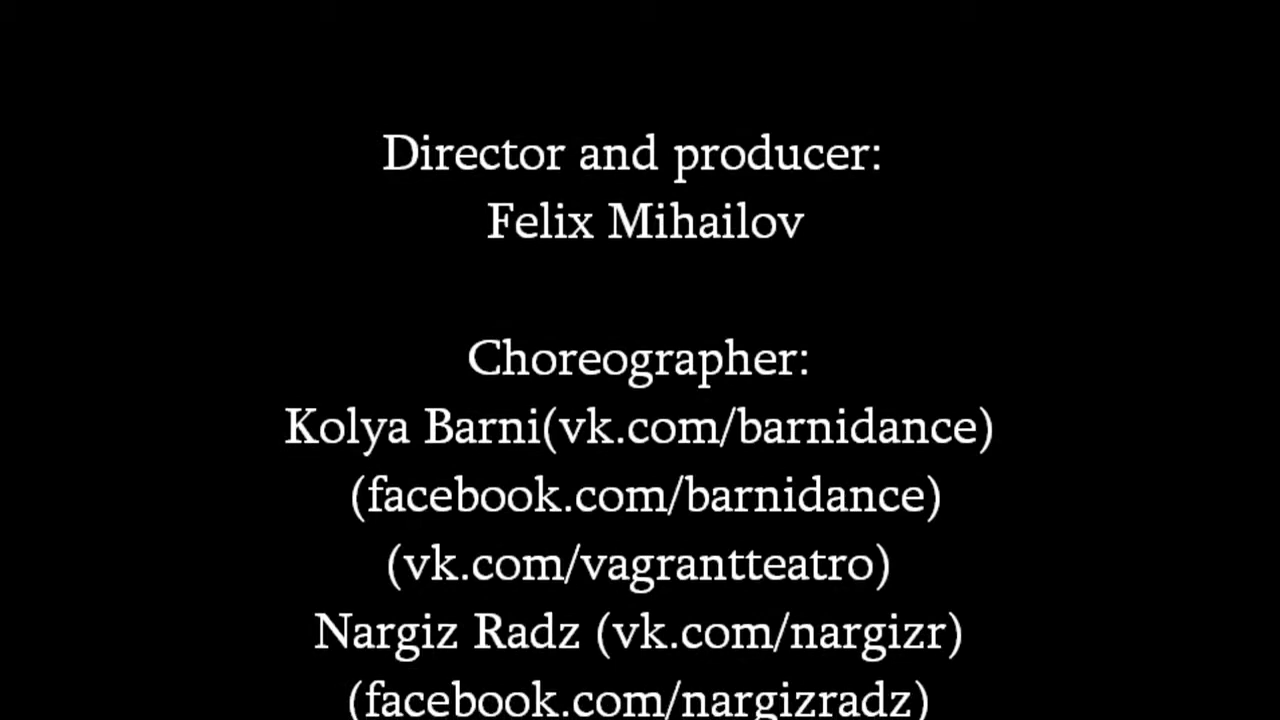 Director and producer:
Felix Mihailov
Choreographer:
Kolya Barni(vk.com/barnidance)
(facebook.com/barnidance)
(vk.com/vagrantteatro)
Nargiz Radz (vk.com/nargizr)
(facebook.com/nargizradz)